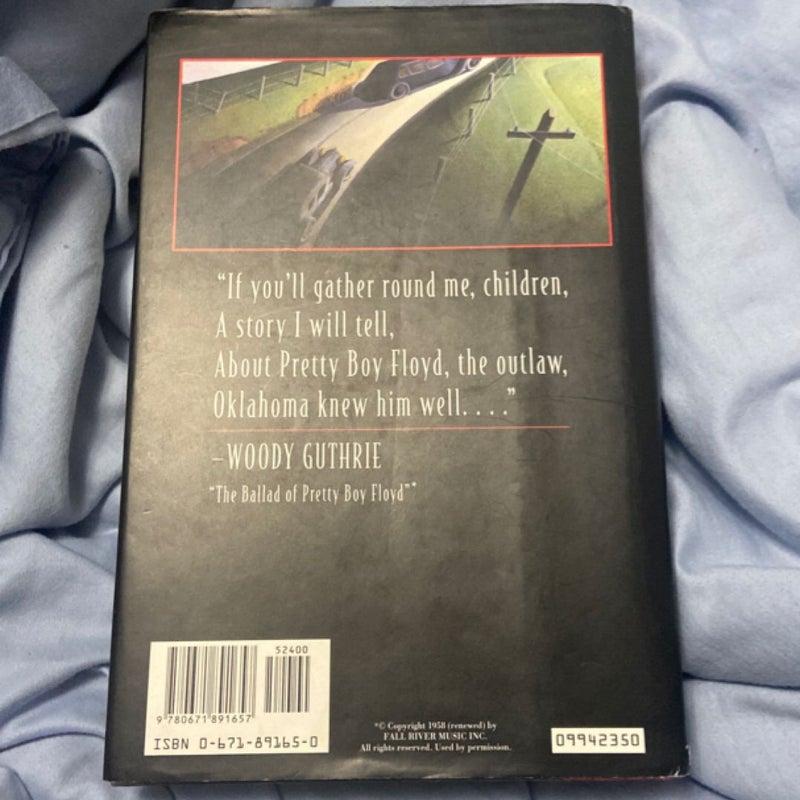 “If you’ll gather round me, children,
A story I will tell,
About Pretty Boy Floyd, the outlaw,
Oklahoma knew him well. . . .”
–WOODY GUTHRIE
“The Ballad of Pretty Boy Floyd”*
52400
9 780671 891657
ISBN 0-671-89165-0
*© Copyright 1958 (renewed) by
FALL RIVER MUSIC INC.
All rights reserved. Used by permission.
09942350